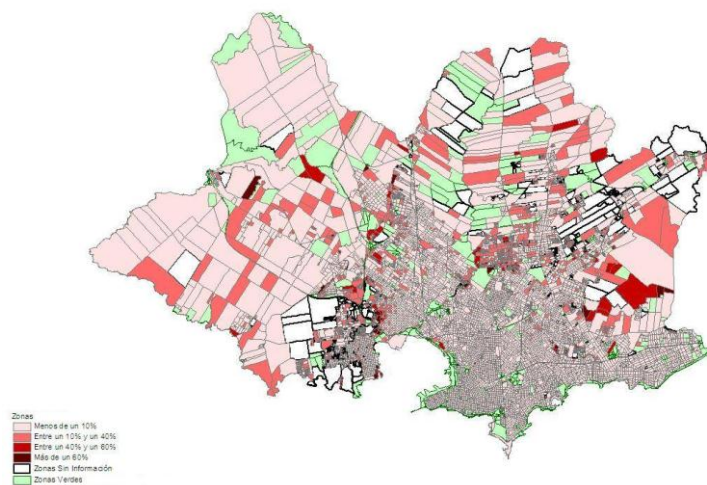 Zonas
Menos de un 10%
Entre un 10% y un 40%
Entre un 40% y un 60%
Más de un 60%
Zonas Sin Información
Zonas Verdes